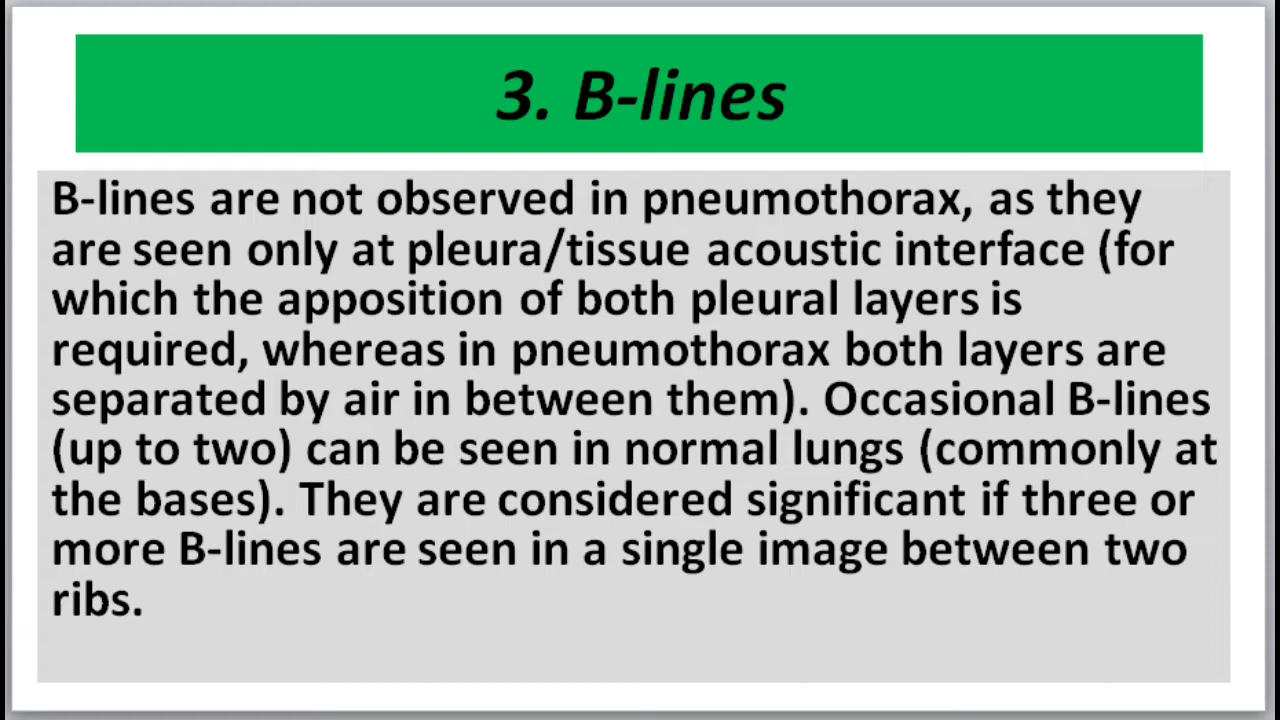 3. B-lines
B-lines are not observed in pneumothorax, as they
are seen only at pleura/tissue acoustic interface (for
which the apposition of both pleural layers is
required, whereas in pneumothorax both layers are
separated by air in between them). Occasional B-lines
(up to two) can be seen in normal lungs (commonly at
the bases). They are considered significant if three or
more B-lines are seen in a single image between two
ribs.